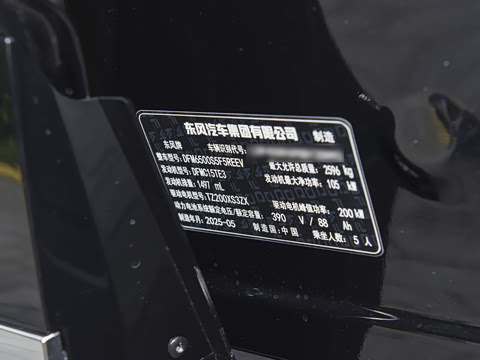 东风汽车集团有限公司 制造
东风牌 车辆识别代号:
整车型号: DFM6500S5F5REEV 最大允许总质量: 2596 kg
发动机型号: DFMC15TE3 发动机最大净功率: 105 kW
发动机排量: 1497 mL
驱动电机型号: TZ200XS3ZX 驱动电机峰值功率: 200 kW
动力电池系统额定电压/额定容量: 390 V / 88 Ah
制造年月: 2025-05 制造国: 中国 乘坐人数: 5 人